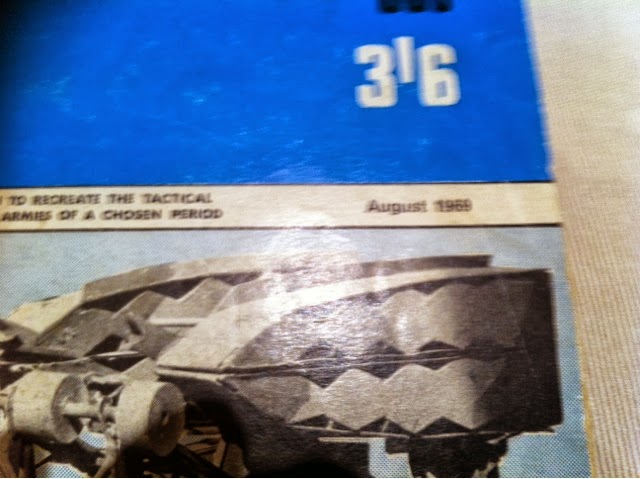 3'6
TO RECREATE THE TACTICAL
ARMIES OF A CHOSEN PERIOD
August 1969